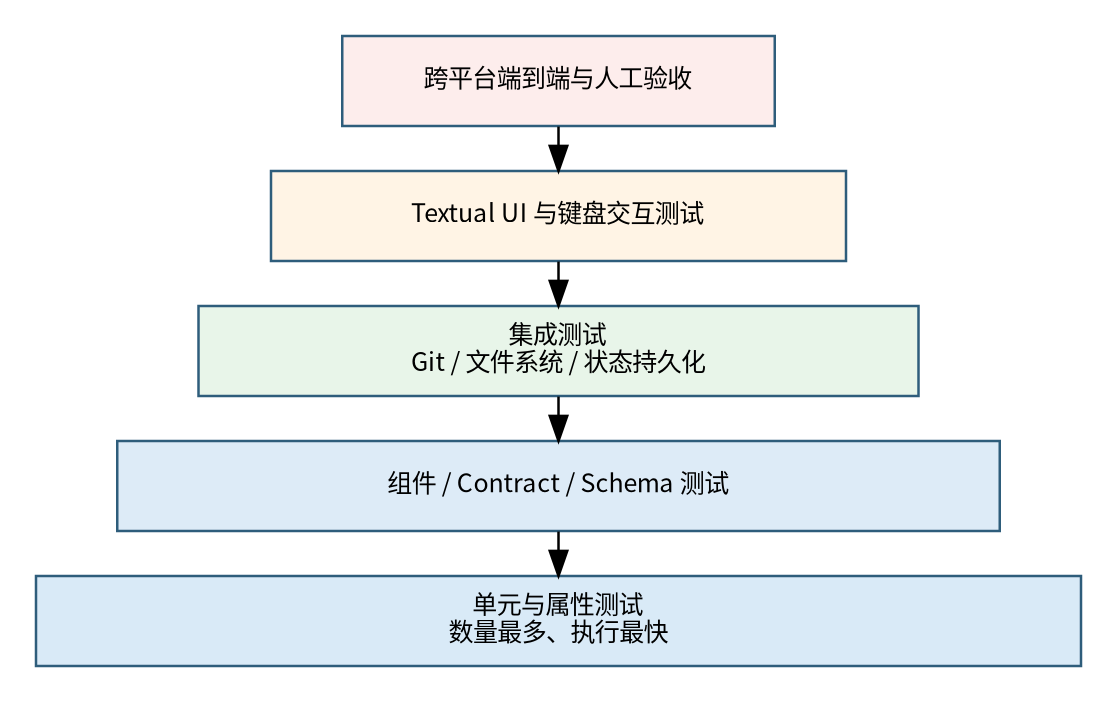 跨平台端到端与人工验收
Textual UI 与键盘交互测试
集成测试
Git / 文件系统 / 状态持久化
组件 / Contract / Schema 测试
单元与属性测试
数量最多、执行最快